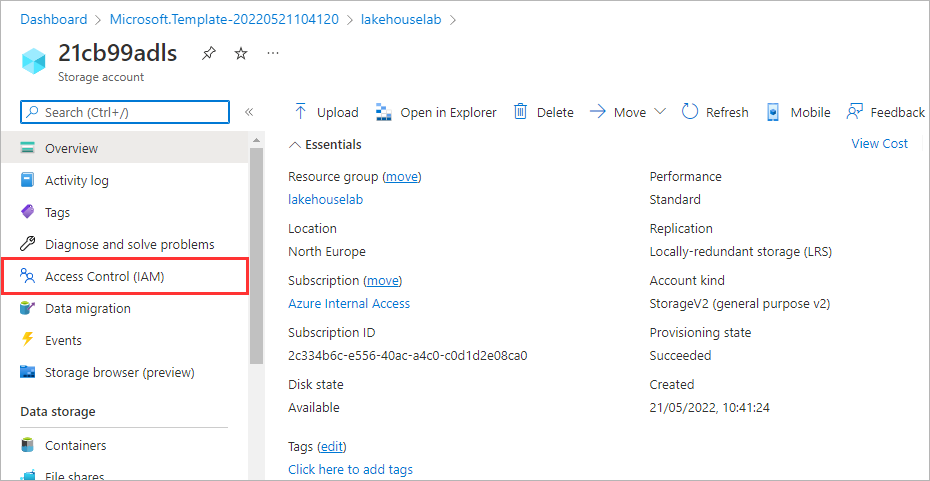 Dashboard > Microsoft.Template-20220521104120 > lakehouselab >
21cb99adls
Storage account
Search (Ctrl+/)
Overview
Activity log
Tags
Diagnose and solve problems
Access Control (IAM)
Data migration
Events
Storage browser (preview)
Data storage
Containers
File shares
Upload Open in Explorer Delete Move Refresh Mobile Feedback
Essentials
View Cost
Resource group (move)
lakehouselab
Location
North Europe
Subscription (move)
Azure Internal Access
Subscription ID
2c334b6c-e556-40ac-a4c0-c0d1d2e08ca0
Disk state
Available
Tags (edit)
Click here to add tags
Performance
Standard
Replication
Locally-redundant storage (LRS)
Account kind
StorageV2 (general purpose v2)
Provisioning state
Succeeded
Created
21/05/2022, 10:41:24